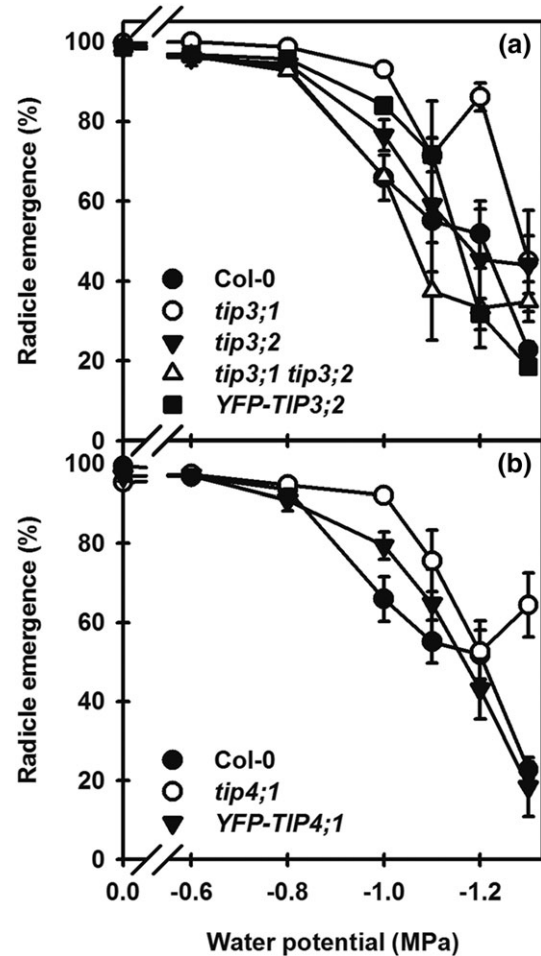 (a)
100
80
60
40
20
0
Radicle emergence (%)
Col-0
tip3;1
tip3;2
tip3;1 tip3;2
YFP-TIP3;2
(b)
100
80
60
40
20
0
Radicle emergence (%)
Col-0
tip4;1
YFP-TIP4;1
0.0 -0.6 -0.8 -1.0 -1.2
Water potential (MPa)